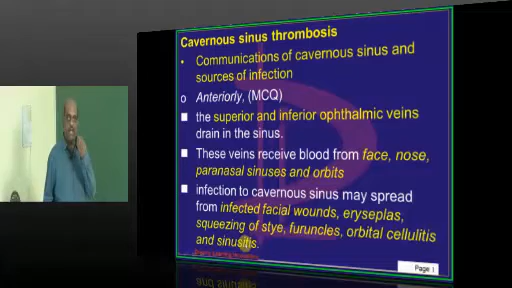 Cavernous sinus thrombosis
• Communications of cavernous sinus and
sources of infection
o Anteriorly, (MCQ)
■ the superior and inferior ophthalmic veins
drain in the sinus.
■ These veins receive blood from face, nose,
paranasal sinuses and orbits
■ infection to cavernous sinus may spread
from infected facial wounds, eryseplas,
squeezing of stye, furuncles, orbital cellulitis
and sinusitis.
Page 1